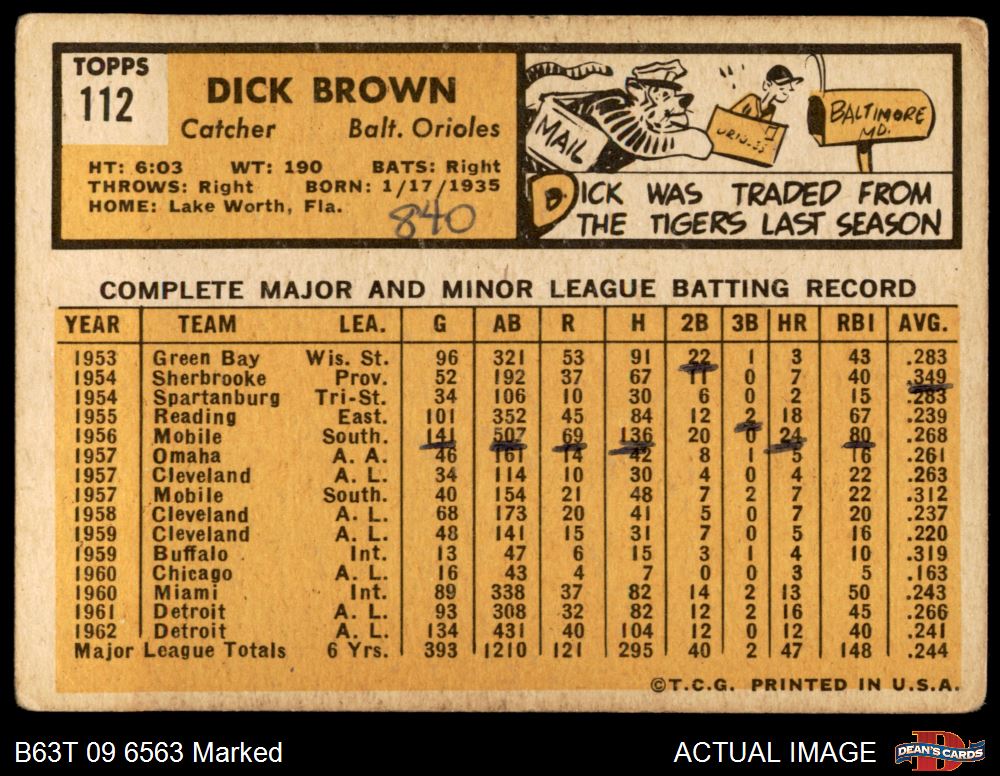 TOPPS
112
DICK BROWN
Catcher Balt. Orioles
HT: 6:03 WT: 190 BATS: Right
THROWS: Right BORN: 1/17/1935
HOME: Lake Worth, Fla.
840
MAIL
ORIOLES
BALTIMORE
MD.
DICK WAS TRADED FROM
THE TIGERS LAST SEASON
COMPLETE MAJOR AND MINOR LEAGUE BATTING RECORD
YEAR TEAM LEA. G AB R H 2B 3B HR RBI AVG.
1953 Green Bay Wis. St. 96 321 53 91 22 1 3 43 .283
1954 Sherbrooke Prov. 52 192 37 67 11 0 7 40 .349
1954 Spartanburg Tri-St. 34 106 10 30 6 0 2 15 .283
1955 Reading East. 101 352 45 84 12 2 18 67 .239
1956 Mobile South. 141 507 69 136 20 0 24 80 .268
1957 Omaha A. A. 46 161 14 42 8 1 5 16 .261
1957 Cleveland A. L. 34 114 10 30 4 0 4 22 .263
1957 Mobile South. 40 154 21 48 7 2 7 22 .312
1958 Cleveland A. L. 68 173 20 41 5 0 7 20 .237
1959 Cleveland A. L. 48 141 15 31 7 0 5 16 .220
1959 Buffalo Int. 13 47 6 15 3 1 4 10 .319
1960 Chicago A. L. 16 43 4 7 0 0 3 5 .163
1960 Miami Int. 89 338 37 82 14 2 13 50 .243
1961 Detroit A. L. 93 308 32 82 12 2 16 45 .266
1962 Detroit A. L. 134 431 40 104 12 0 12 40 .241
Major League Totals 6 Yrs. 393 1210 121 295 40 2 47 148 .244
©T.C.G. PRINTED IN U.S.A.
B63T 09 6563 Marked
ACTUAL IMAGE
DEAN'S CARDS